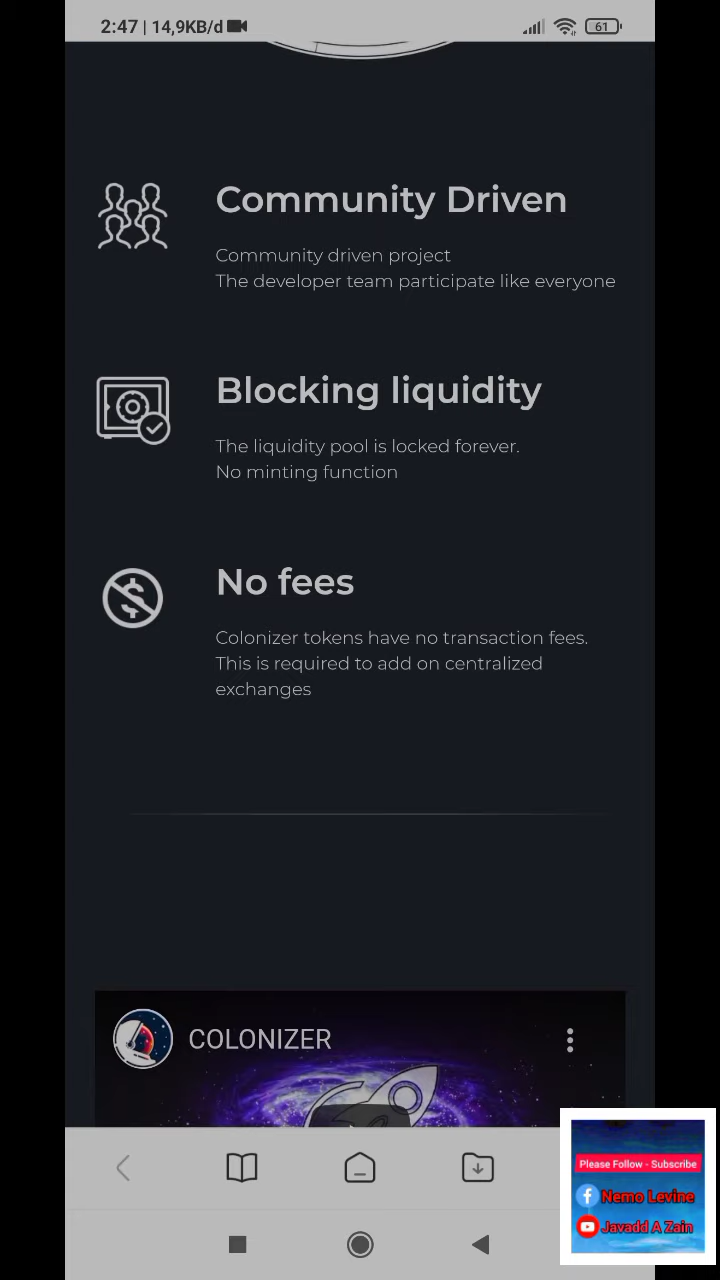 2:47 | 14,9KB/d
61
Community Driven
Community driven project
The developer team participate like everyone
Blocking liquidity
The liquidity pool is locked forever.
No minting function
No fees
Colonizer tokens have no transaction fees.
This is required to add on centralized
exchanges
COLONIZER
Please Follow - Subscribe
Nemo Levine
Javadd A Zain